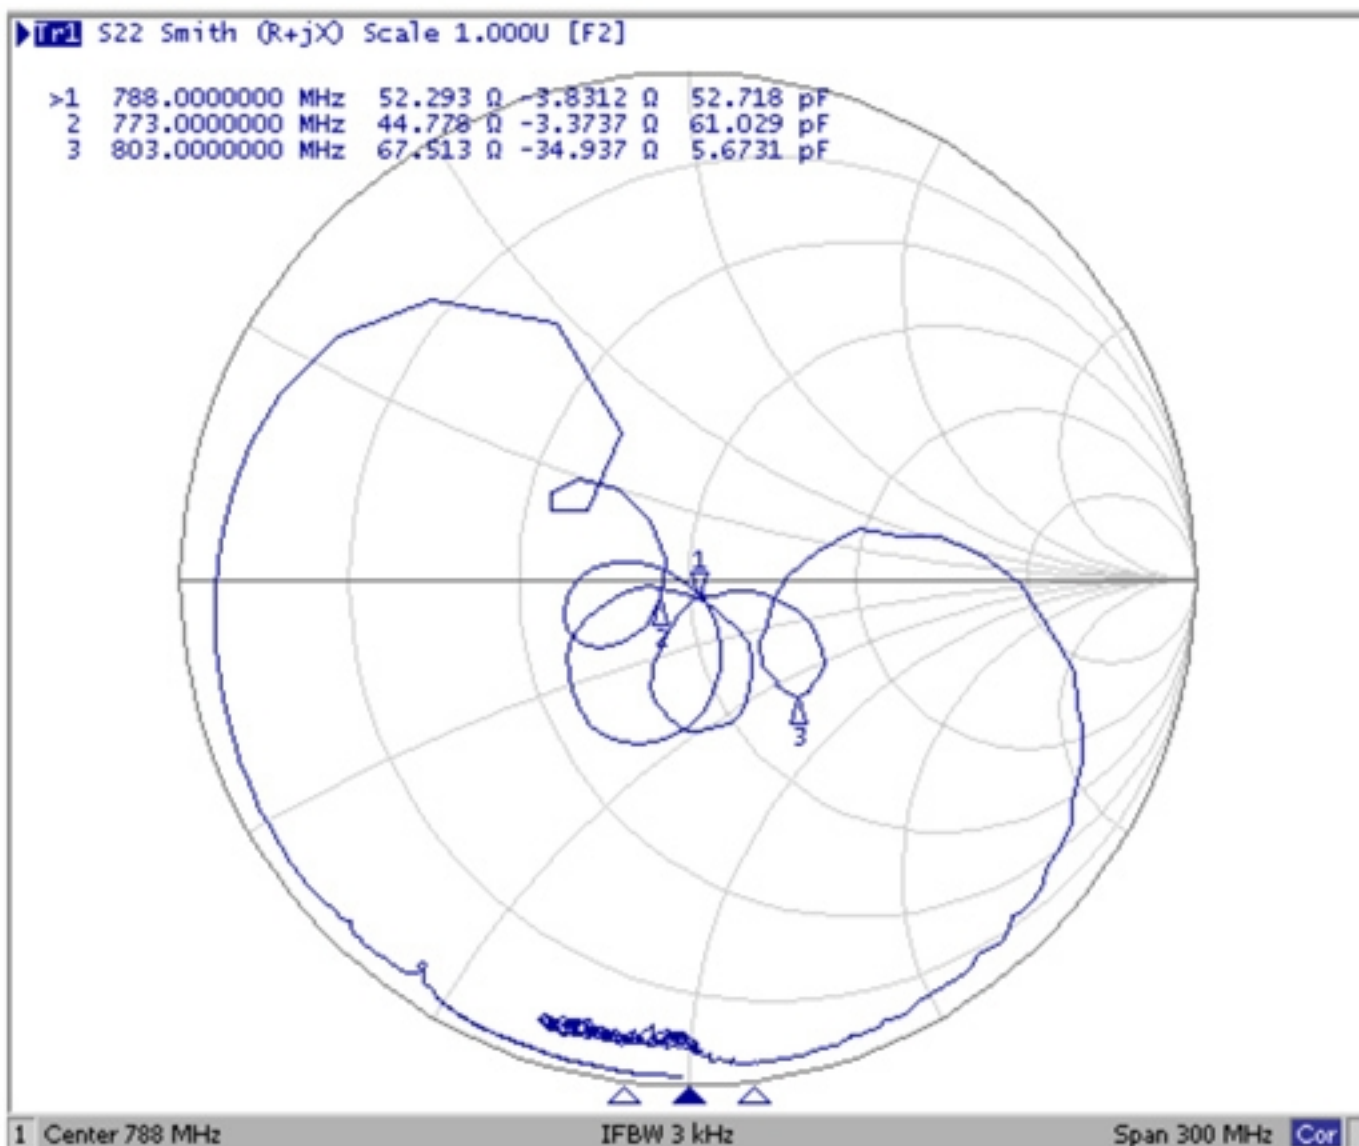 Tr1 S22 Smith (R+jX) Scale 1.000U [F2]
>1 788.0000000 MHz 52.293 Ω -3.8312 Ω 52.718 pF
2 773.0000000 MHz 44.778 Ω -3.3737 Ω 61.029 pF
3 803.0000000 MHz 67.513 Ω -34.937 Ω 5.6731 pF
1
2
3
1 Center 788 MHz IFBW 3 kHz Span 300 MHz Cor